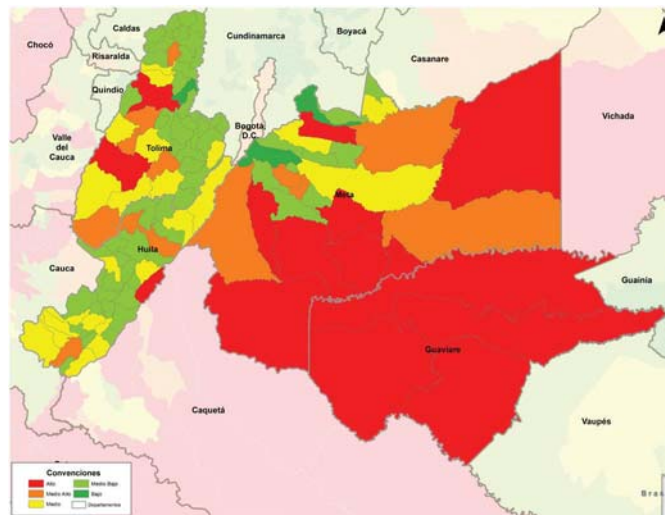 Caldas
Boyacá
Cundinamarca
Chocó
Casanare
Risaralda
Quindío
Vichada
Bogotá,
D.C.
Valle
del
Cauca
Tolima
Meta
Huila
Cauca
Guainía
Guaviare
Caquetá
Vaupés
Convenciones
Alto
Medio Bajo
Medio Alto
Bajo
Medio
Departamentos